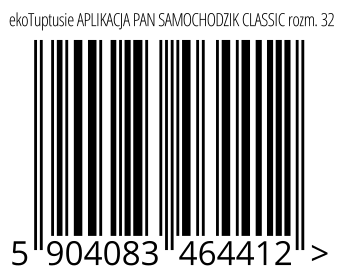 ekoTuptusie APLIKACJA PAN SAMOCHODZIK CLASSIC rozm. 32
5 904083 464412 >